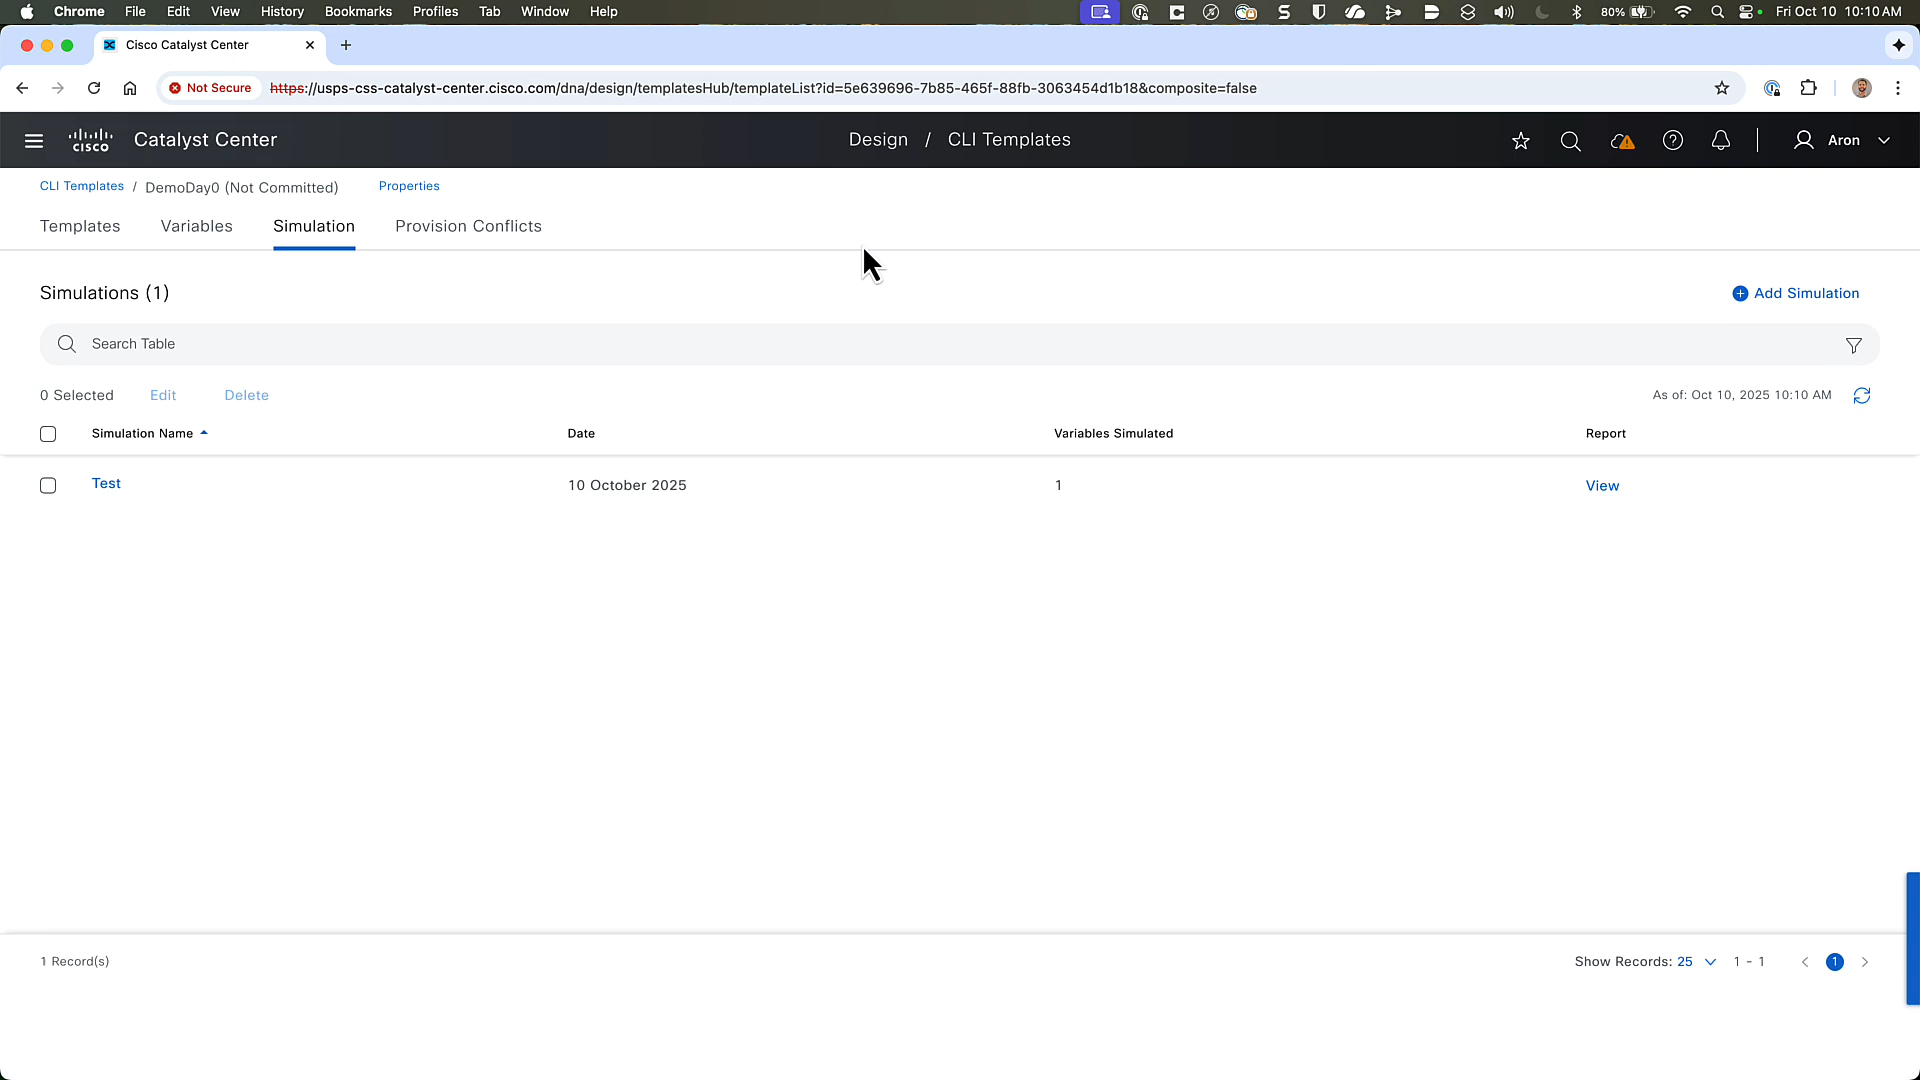 Chrome File Edit View History Bookmarks Profiles Tab Window Help 80% Fri Oct 10 10:10 AM
Cisco Catalyst Center
Not Secure https://usps-css-catalyst-center.cisco.com/dna/design/templatesHub/templateList?id=5e639696-7b85-465f-88fb-3063454d1b18&composite=false
cisco Catalyst Center Design / CLI Templates Aron
CLI Templates / DemoDay0 (Not Committed) Properties
Templates Variables Simulation Provision Conflicts
Simulations (1) Add Simulation
Search Table
0 Selected Edit Delete As of: Oct 10, 2025 10:10 AM
Simulation Name Date Variables Simulated Report
Test 10 October 2025 1 View
1 Record(s) Show Records: 25 1 - 1 1